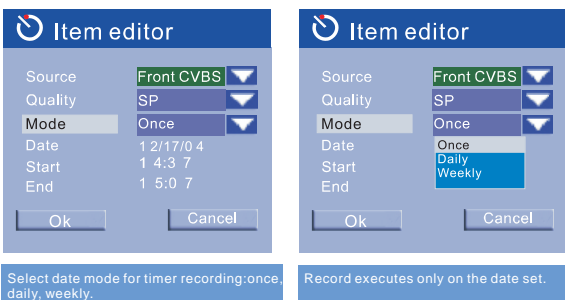 Item editor
Source Front CVBS
Quality SP
Mode Once
Date 12/17/04
Start 14:37
End 15:07
Ok Cancel
Select date mode for timer recording:once,
daily, weekly.
Item editor
Source Front CVBS
Quality SP
Mode Once
Date Once
Daily
Start Weekly
End
Ok Cancel
Record executes only on the date set.